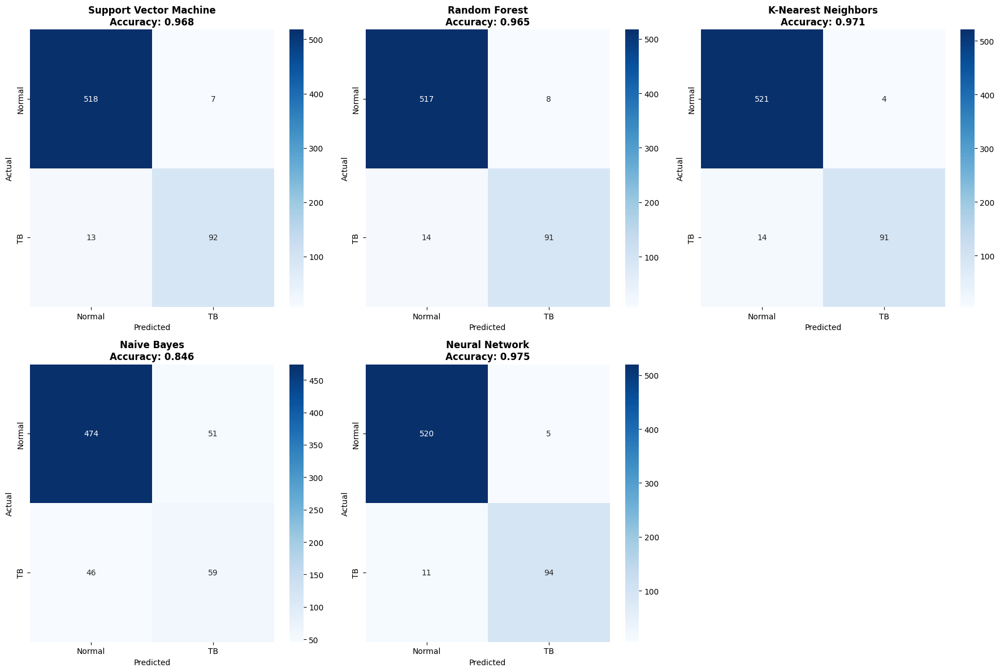 Support Vector Machine
Accuracy: 0.968
Normal
TB
Actual
518
7
13
92
Normal
TB
Predicted
500
400
300
200
100
Random Forest
Accuracy: 0.965
Normal
TB
Actual
517
8
14
91
Normal
TB
Predicted
500
400
300
200
100
K-Nearest Neighbors
Accuracy: 0.971
Normal
TB
Actual
521
4
14
91
Normal
TB
Predicted
500
400
300
200
100
Naive Bayes
Accuracy: 0.846
Normal
TB
Actual
474
51
46
59
Normal
TB
Predicted
450
400
350
300
250
200
150
100
50
Neural Network
Accuracy: 0.975
Normal
TB
Actual
520
5
11
94
Normal
TB
Predicted
500
400
300
200
100